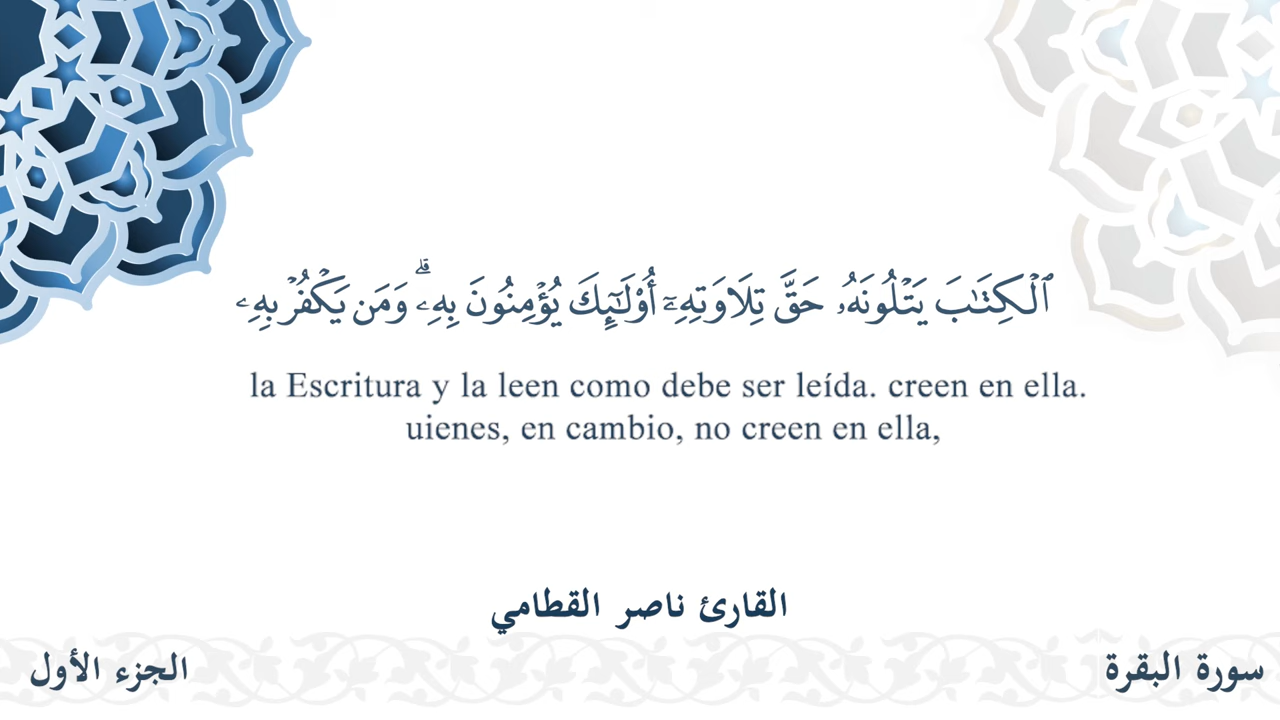 ٱلْكِتَـٰبَ يَتْلُونَهُۥ حَقَّ تِلَاوَتِهِۦٓ أُو۟لَـٰٓئِكَ يُؤْمِنُونَ بِهِۦ ۗ وَمَن يَكْفُرْ بِهِۦ
la Escritura y la leen como debe ser leída. creen en ella.
uienes, en cambio, no creen en ella,
القارئ ناصر القطامي
سورة البقرة
الجزء الأول